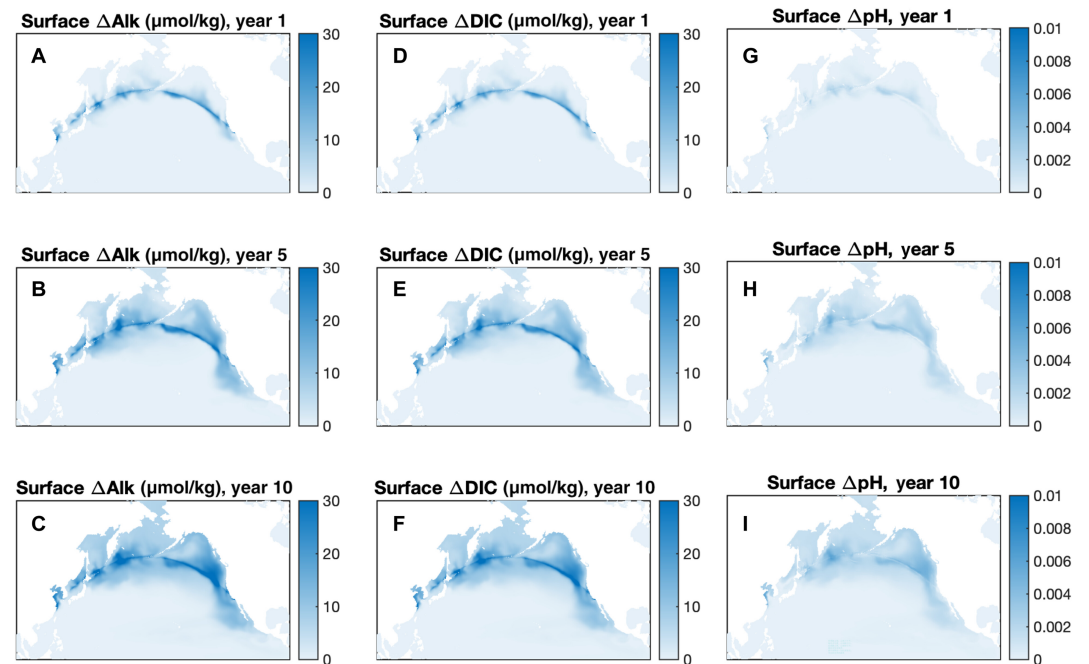 Surface ΔAlk (μmol/kg), year 1
A
30
20
10
0
Surface ΔDIC (μmol/kg), year 1
D
30
20
10
0
Surface ΔpH, year 1
G
0.01
0.008
0.006
0.004
0.002
0
Surface ΔAlk (μmol/kg), year 5
B
30
20
10
0
Surface ΔDIC (μmol/kg), year 5
E
30
20
10
0
Surface ΔpH, year 5
H
0.01
0.008
0.006
0.004
0.002
0
Surface ΔAlk (μmol/kg), year 10
C
30
20
10
0
Surface ΔDIC (μmol/kg), year 10
F
30
20
10
0
Surface ΔpH, year 10
I
0.01
0.008
0.006
0.004
0.002
0